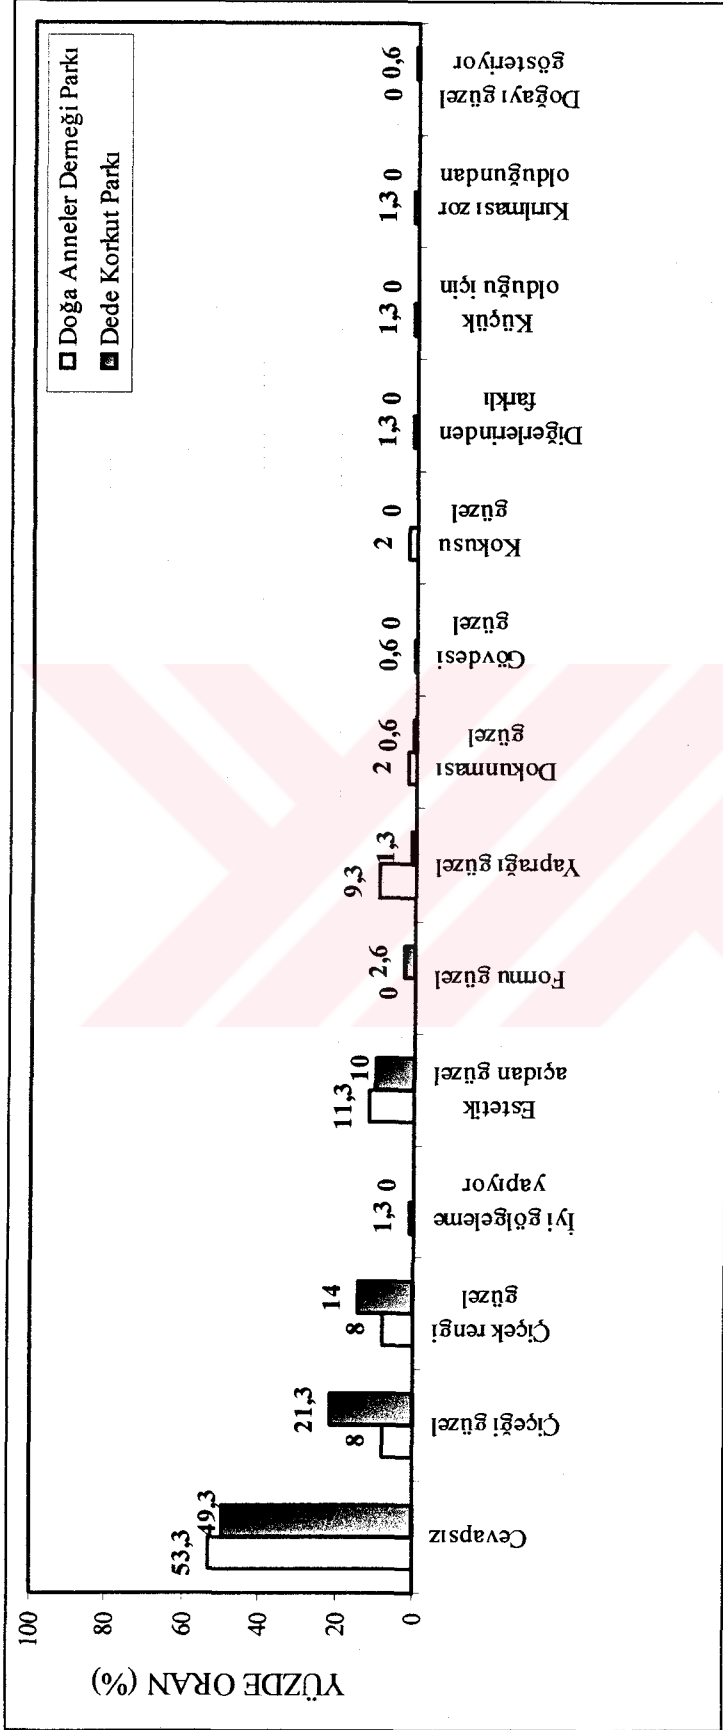 YÜZDE ORAN (%)
100
80
60
40
20
0
Doğa Anneler Derneği Parkı
Dede Korkut Parkı
53,3
49,3
8
21,3
8
14
1,3
0
11,3
10
0
2,6
9,3
1,3
2
0,6
0,6
0
2
0
1,3
0
1,3
0
1,3
0
0
0,6
Cevapsız
Çiçeği güzel
Çiçek rengi
güzel
İyi gölgeleme
yapıyor
Estetik
açıdan güzel
Formu güzel
Yaprağı güzel
Dokunması
güzel
Gövdesi
güzel
Kokusu
güzel
Diğerlerinden
farklı
Küçük
olduğu için
Kırılması zor
olduğundan
Doğayı güzel
gösteriyor